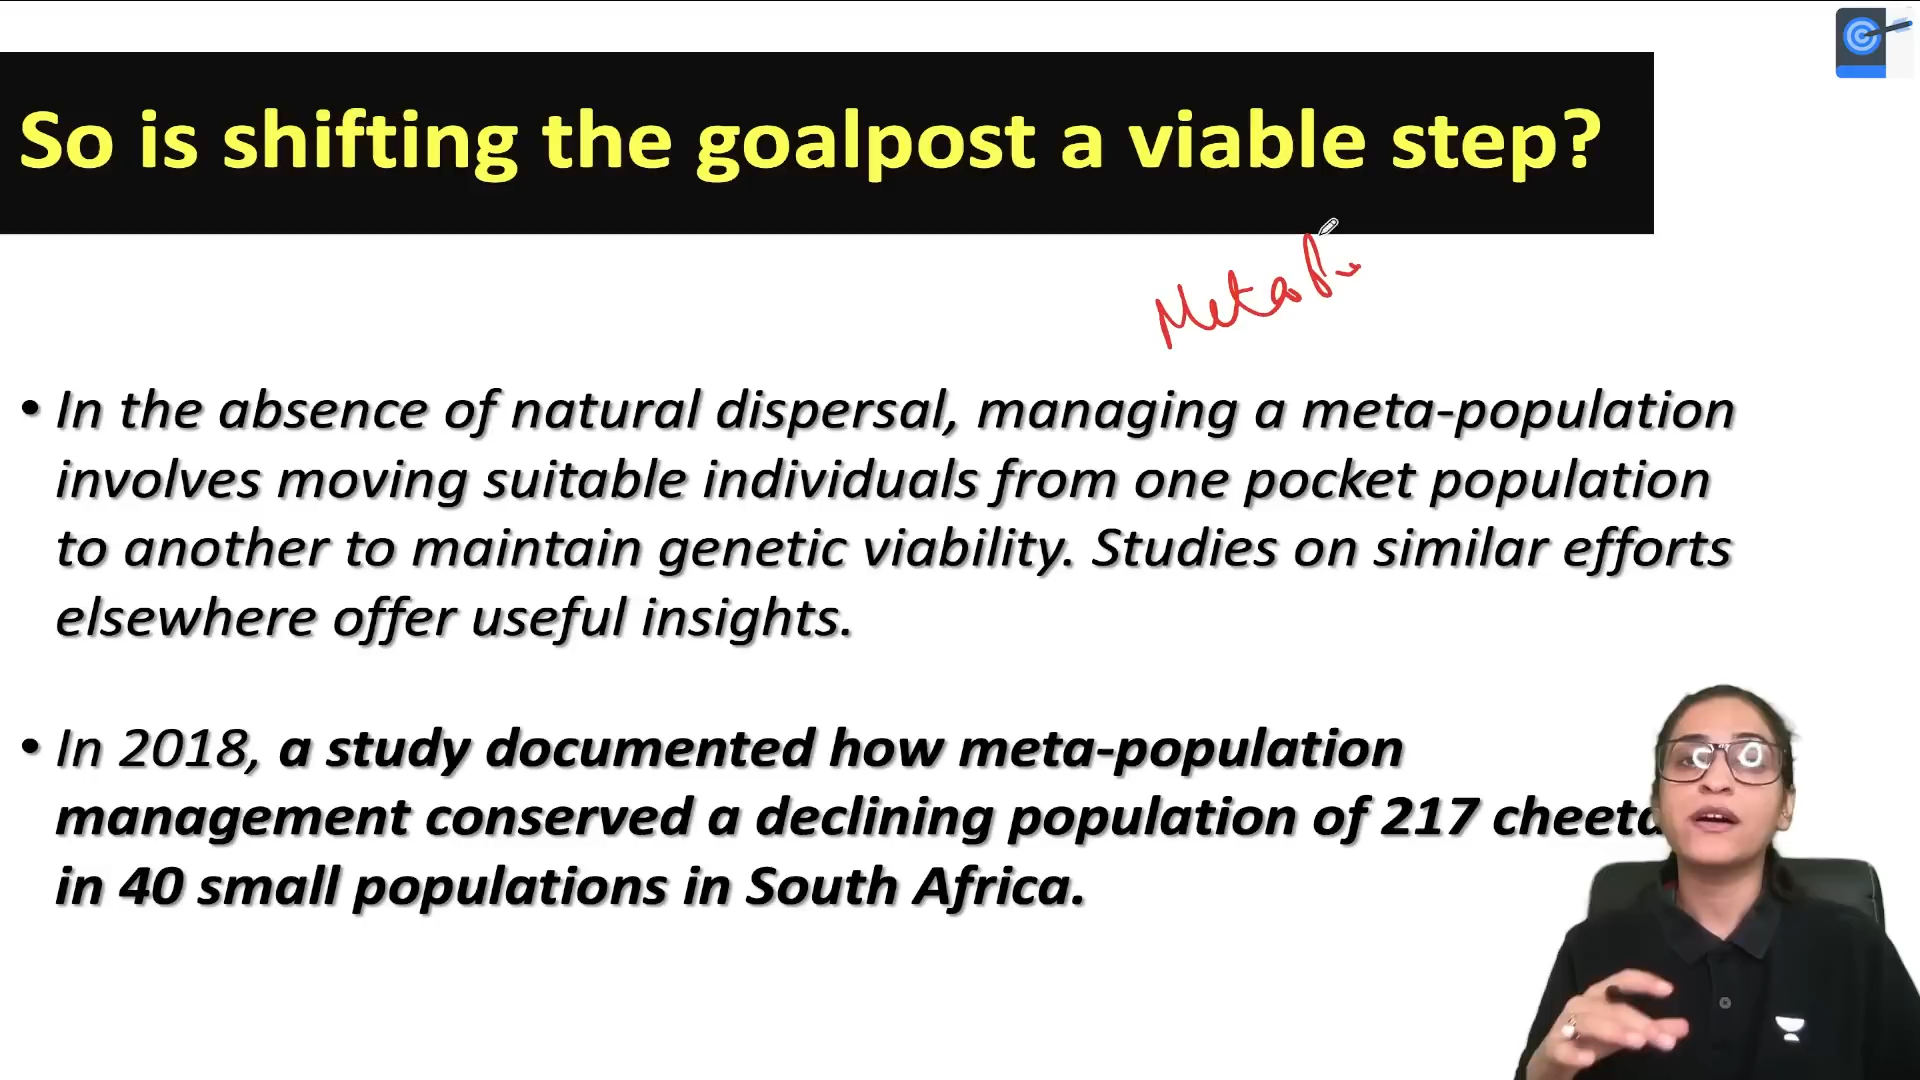 So is shifting the goalpost a viable step?
Meta P
• In the absence of natural dispersal, managing a meta-population
involves moving suitable individuals from one pocket population
to another to maintain genetic viability. Studies on similar efforts
elsewhere offer useful insights.
• In 2018, a study documented how meta-population
management conserved a declining population of 217
in 40 small populations in South Africa.